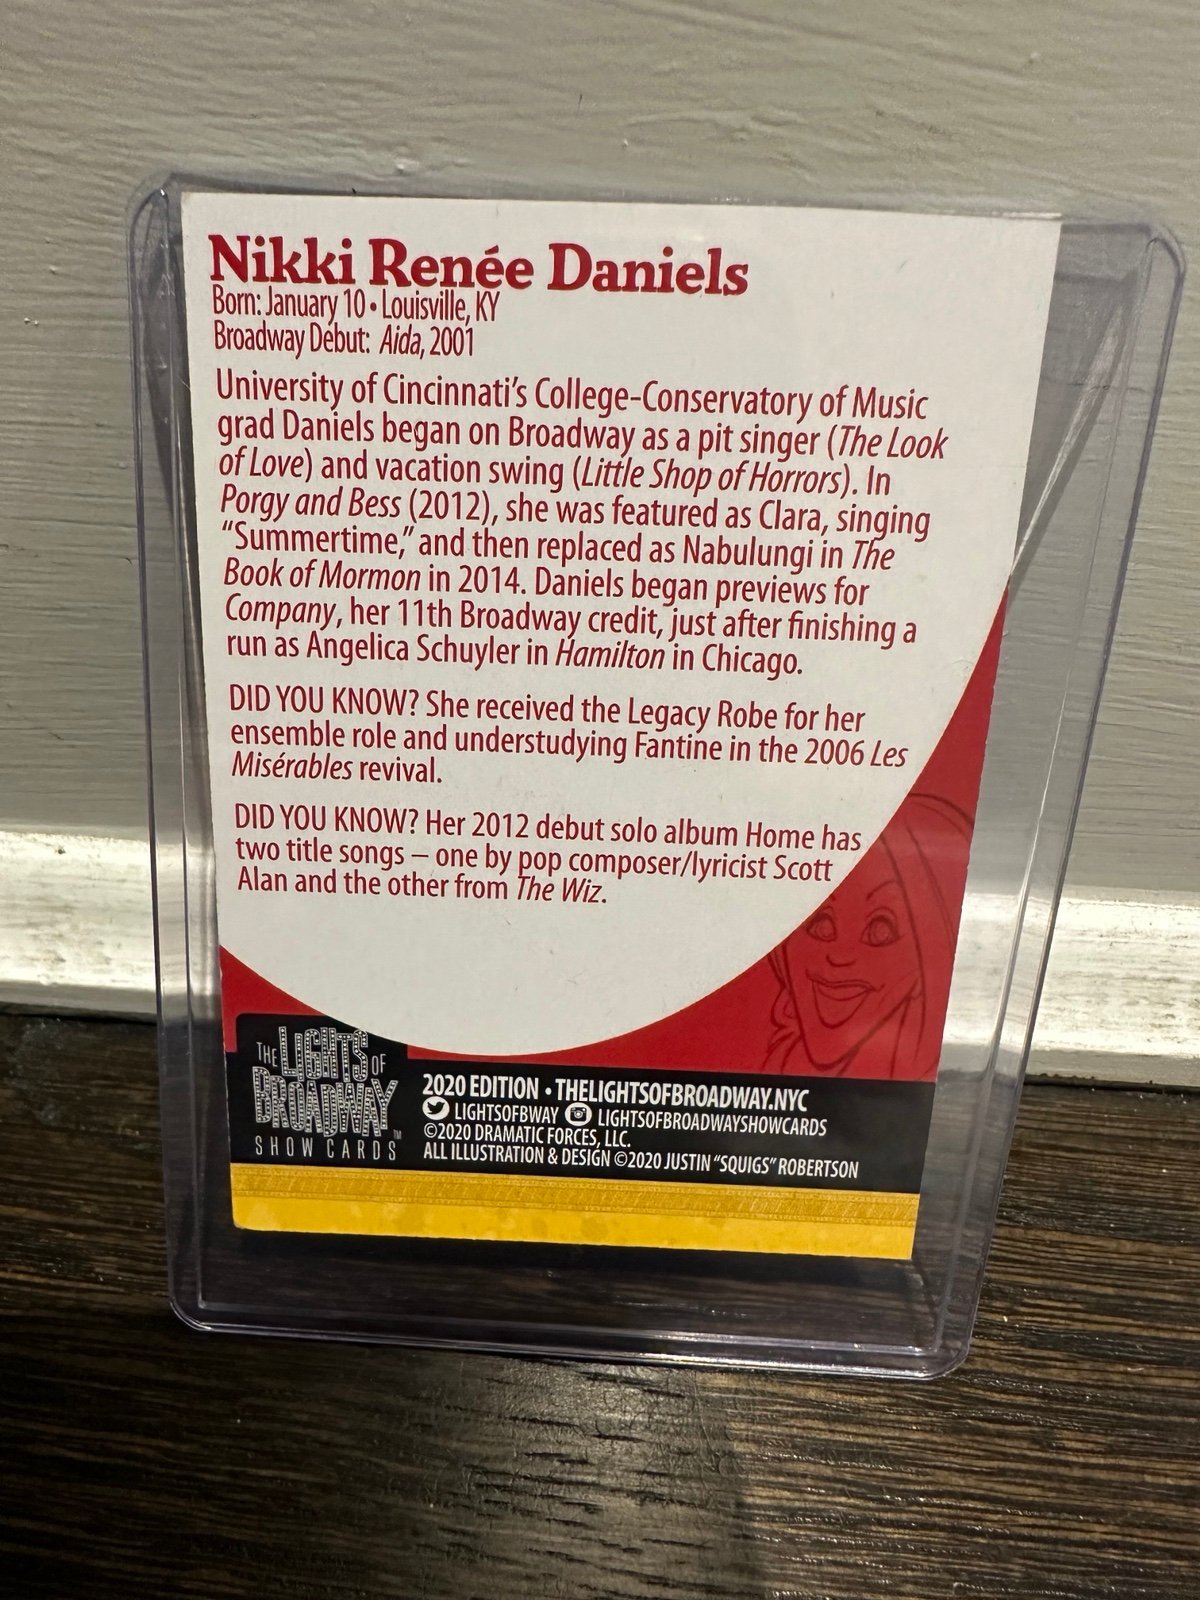 Nikki Renée Daniels
Born: January 10 • Louisville, KY
Broadway Debut: Aida, 2001
University of Cincinnati's College-Conservatory of Music
grad Daniels began on Broadway as a pit singer (The Look
of Love) and vacation swing (Little Shop of Horrors). In
Porgy and Bess (2012), she was featured as Clara, singing
"Summertime," and then replaced as Nabulungi in The
Book of Mormon in 2014. Daniels began previews for
Company, her 11th Broadway credit, just after finishing a
run as Angelica Schuyler in Hamilton in Chicago.
DID YOU KNOW? She received the Legacy Robe for her
ensemble role and understudying Fantine in the 2006 Les
Misérables revival.
DID YOU KNOW? Her 2012 debut solo album Home has
two title songs – one by pop composer/lyricist Scott
Alan and the other from The Wiz.
THE LIGHTS OF
BROADWAY
SHOW CARDS ™
2020 EDITION • THELIGHTSOFBROADWAY.NYC
LIGHTSOFBWAY LIGHTSOFBROADWAYSHOWCARDS
©2020 DRAMATIC FORCES, LLC.
ALL ILLUSTRATION & DESIGN ©2020 JUSTIN "SQUIGS" ROBERTSON